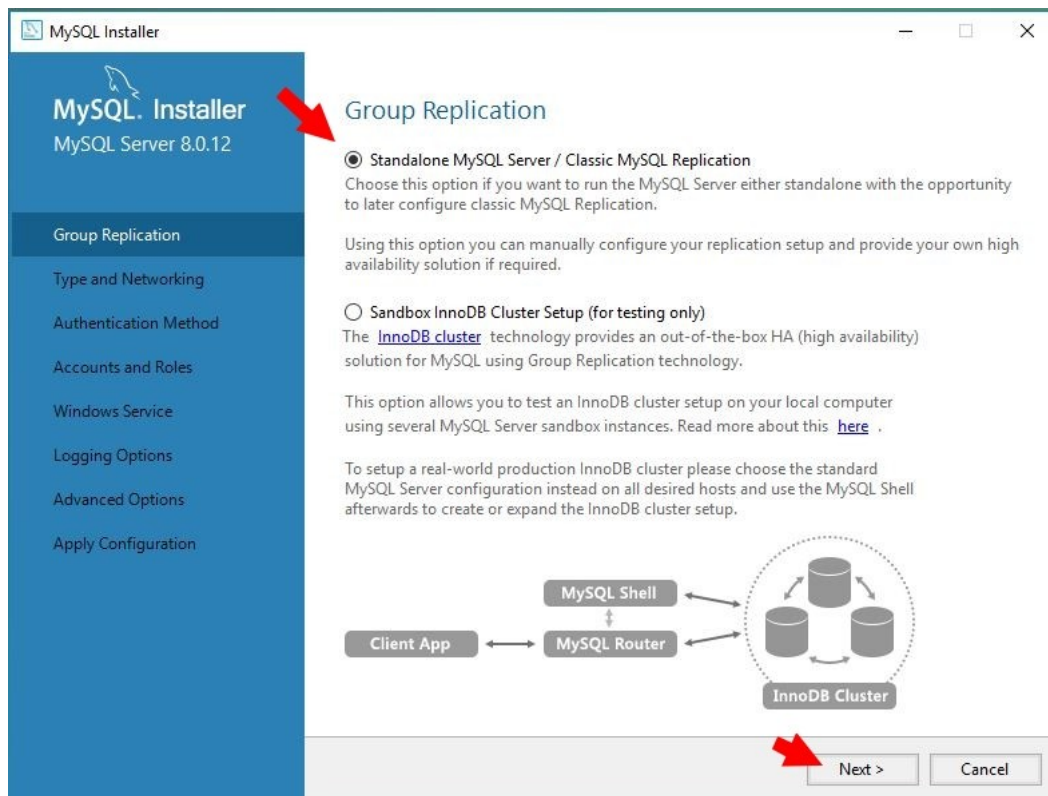 MySQL Installer
MySQL. Installer
MySQL Server 8.0.12
Group Replication
Type and Networking
Authentication Method
Accounts and Roles
Windows Service
Logging Options
Advanced Options
Apply Configuration
Group Replication
Standalone MySQL Server / Classic MySQL Replication
Choose this option if you want to run the MySQL Server either standalone with the opportunity
to later configure classic MySQL Replication.
Using this option you can manually configure your replication setup and provide your own high
availability solution if required.
Sandbox InnoDB Cluster Setup (for testing only)
The InnoDB cluster technology provides an out-of-the-box HA (high availability)
solution for MySQL using Group Replication technology.
This option allows you to test an InnoDB cluster setup on your local computer
using several MySQL Server sandbox instances. Read more about this here .
To setup a real-world production InnoDB cluster please choose the standard
MySQL Server configuration instead on all desired hosts and use the MySQL Shell
afterwards to create or expand the InnoDB cluster setup.
MySQL Shell
Client App
MySQL Router
InnoDB Cluster
Next >
Cancel